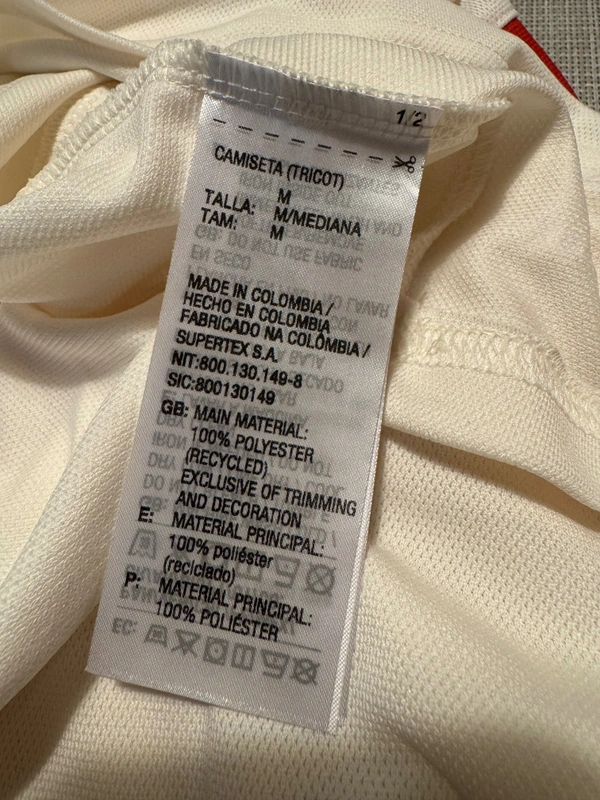 1/2
CAMISETA (TRICOT)
M
TALLA: M/MEDIANA
TAM: M
MADE IN COLOMBIA /
HECHO EN COLOMBIA
FABRICADO NA COLÔMBIA /
SUPERTEX S.A.
NIT:800.130.149-8
SIC:800130149
GB: MAIN MATERIAL:
100% POLYESTER
(RECYCLED)
EXCLUSIVE OF TRIMMING
AND DECORATION
E: MATERIAL PRINCIPAL:
100% poliéster
(reciclado)
P: MATERIAL PRINCIPAL:
100% POLIÉSTER